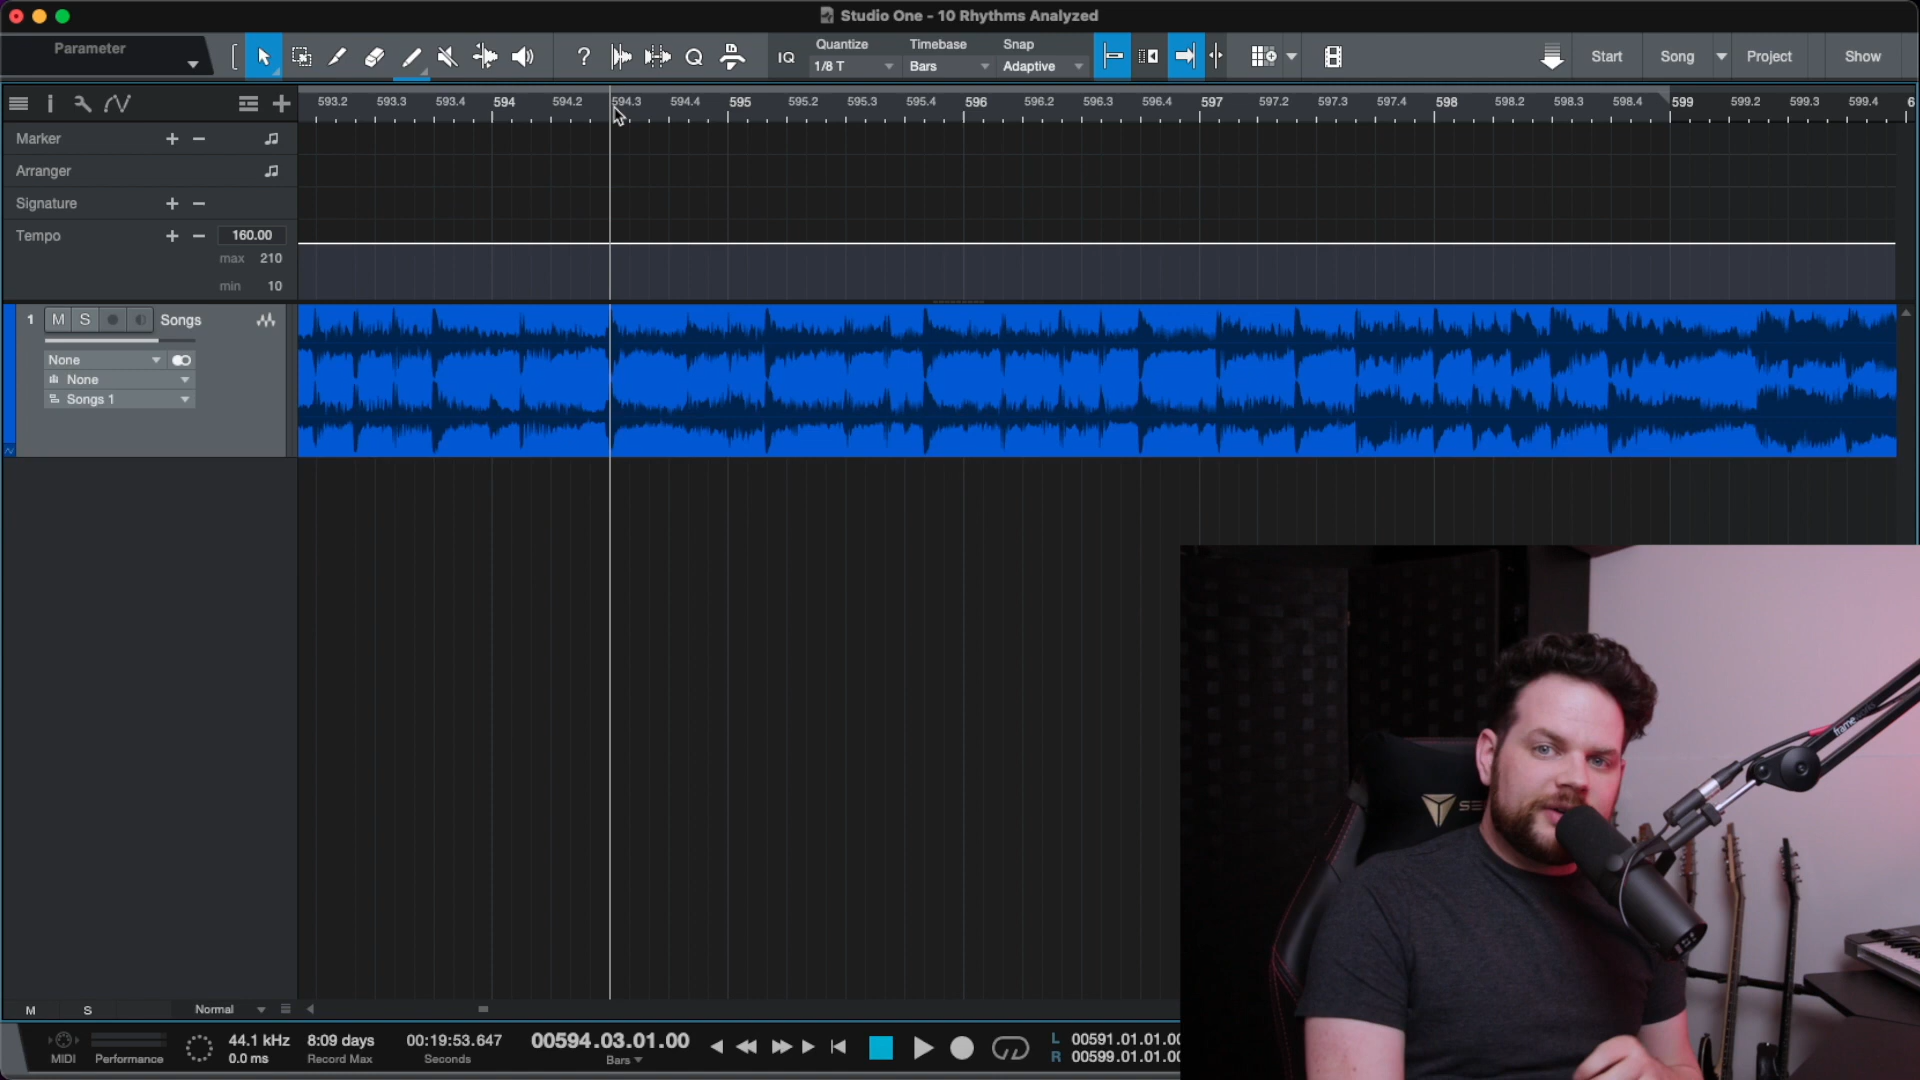 Studio One - 10 Rhythms Analyzed
Parameter
?
Q
IQ
Quantize
1/8 T
Timebase
Bars
Snap
Adaptive
Start
Song
Project
Show
593.2 593.3 593.4 594 594.2 594.3 594.4 595 595.2 595.3 595.4 596 596.2 596.3 596.4 597 597.2 597.3 597.4 598 598.2 598.3 598.4 599 599.2 599.3 599.4 6
Marker
Arranger
Signature
Tempo 160.00
max 210
min 10
1 M S Songs
None
None
Songs 1
M S Normal
MIDI
Performance
44.1 kHz
0.0 ms
8:09 days
Record Max
00:19:53.647
Seconds
00594.03.01.00
Bars
L 00591.01.01.00
R 00599.01.01.00
frameworks
SE